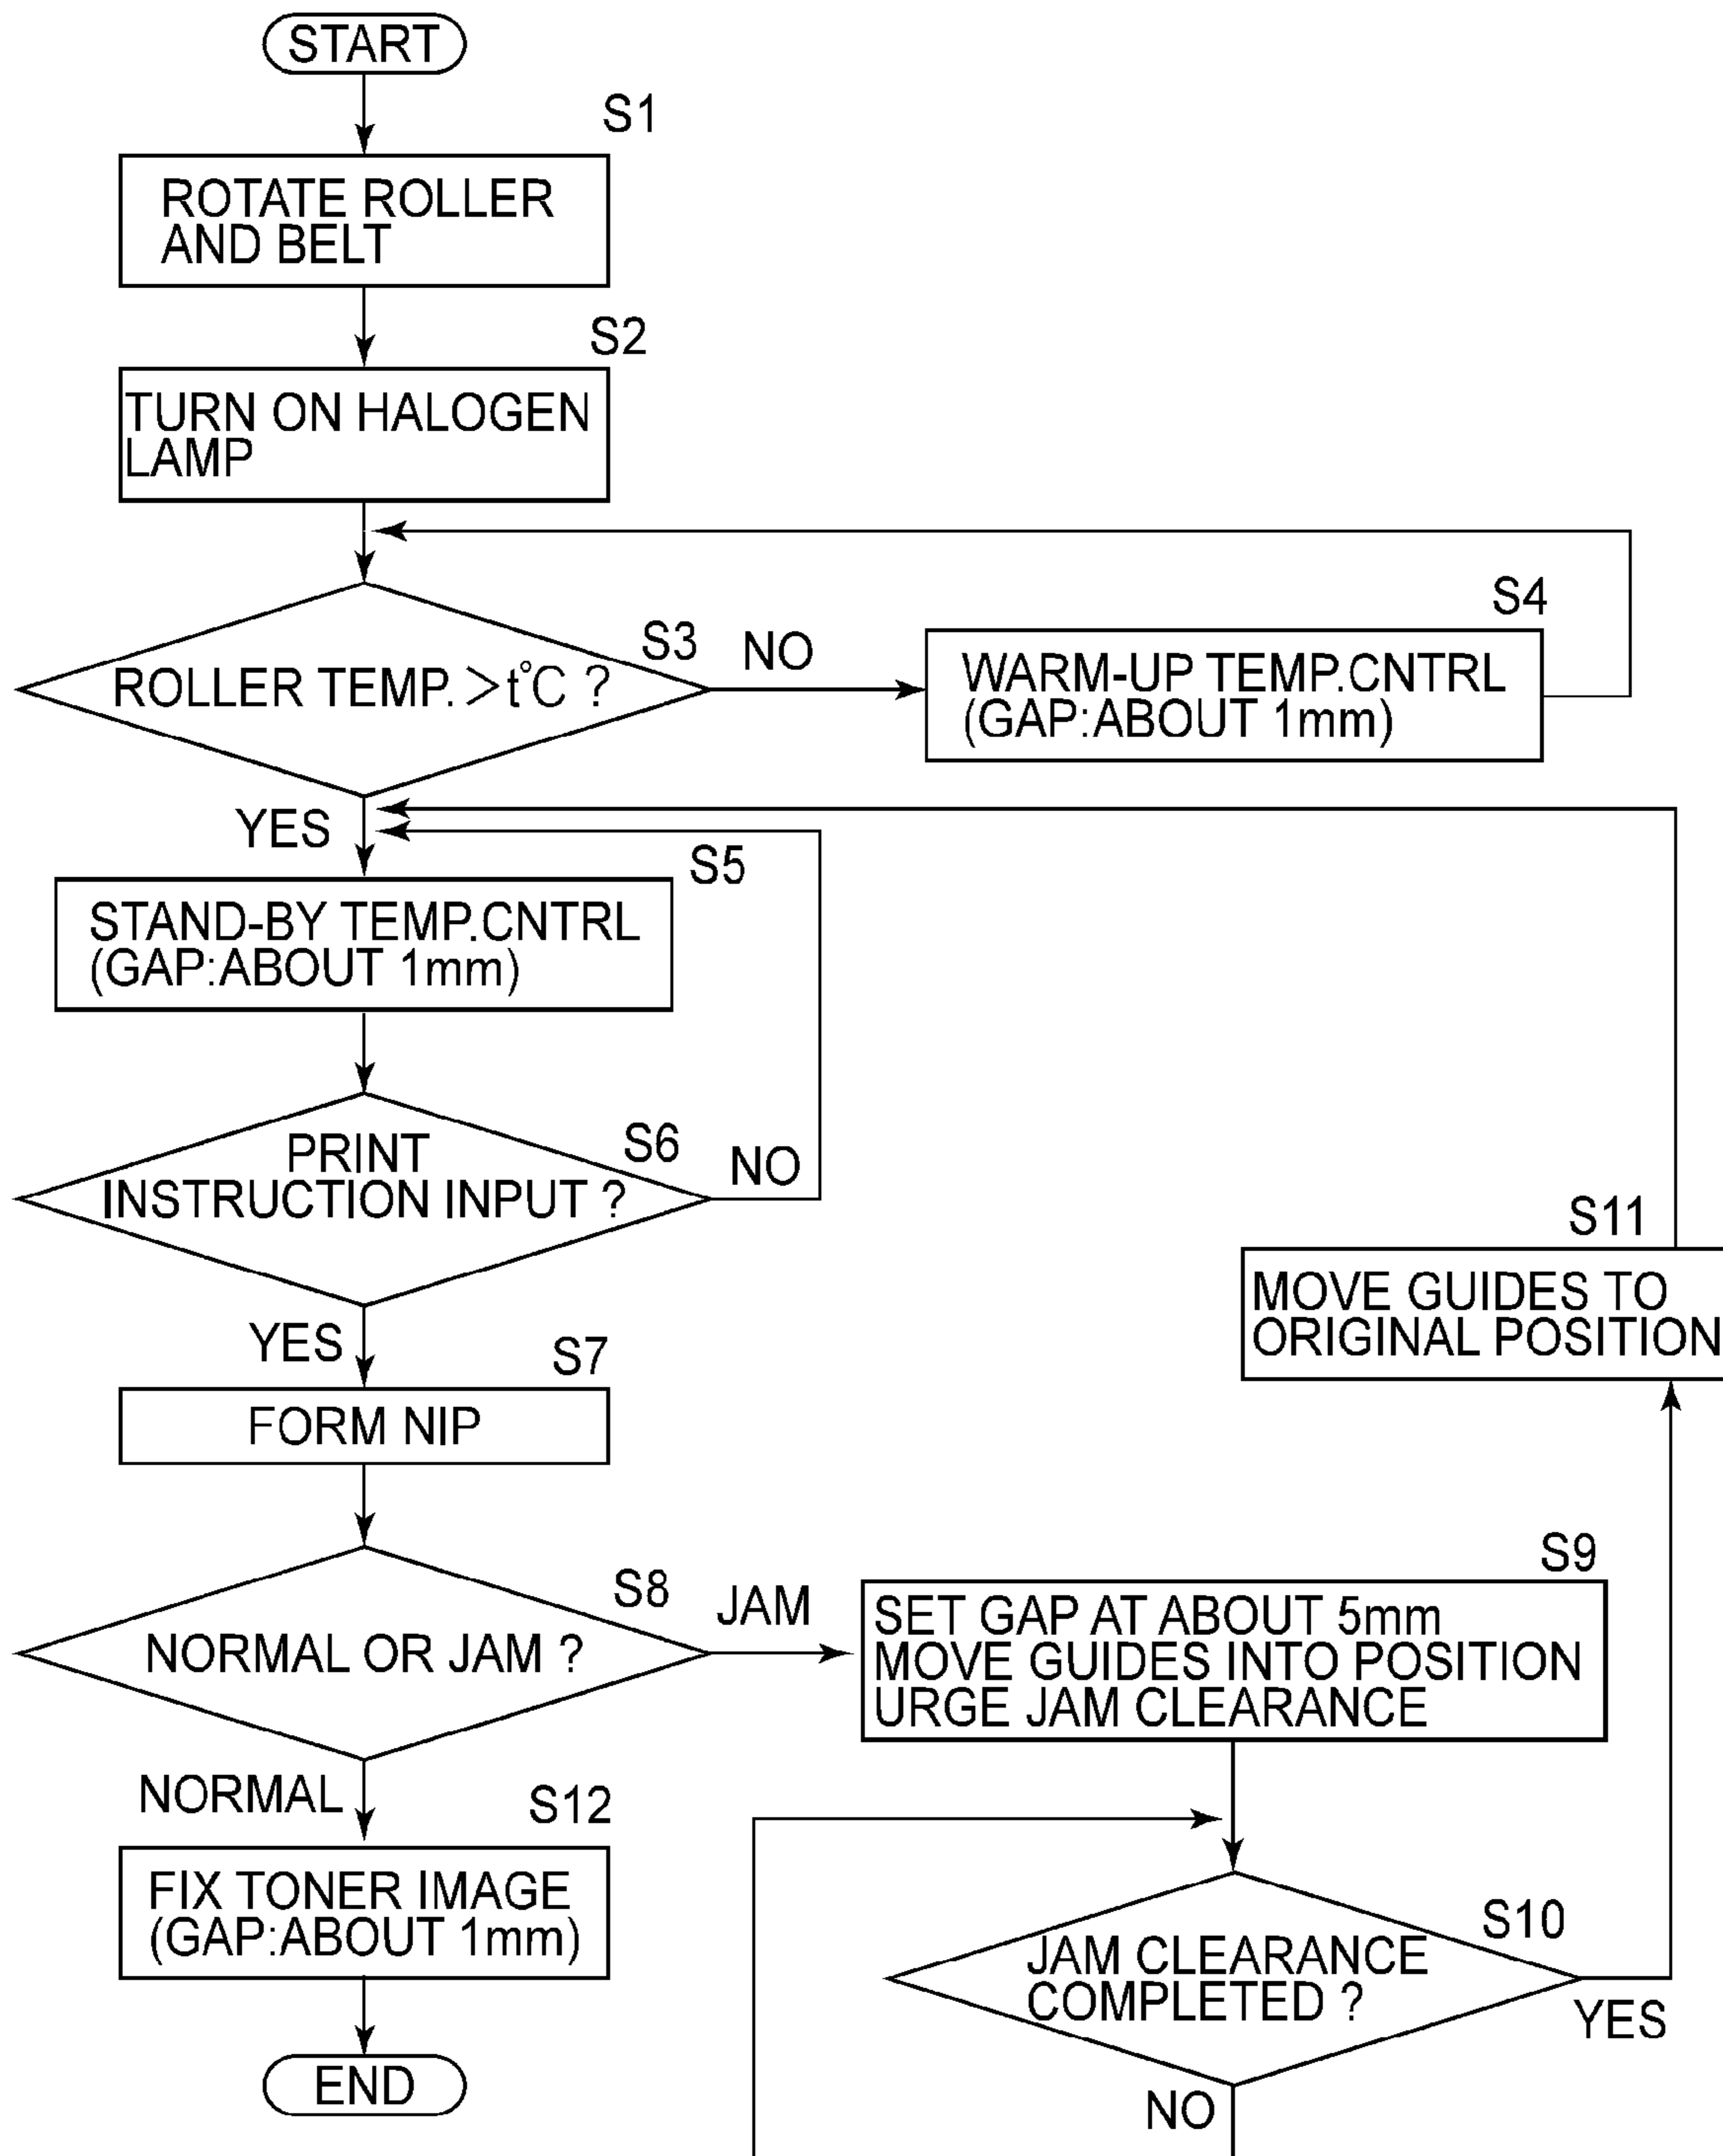 START
S1
ROTATE ROLLER
AND BELT
S2
TURN ON HALOGEN
LAMP
S3
ROLLER TEMP.>t°C ?
NO
S4
WARM-UP TEMP.CNTRL
(GAP:ABOUT 1mm)
YES
S5
STAND-BY TEMP.CNTRL
(GAP:ABOUT 1mm)
S6
PRINT
INSTRUCTION INPUT ?
NO
YES
S7
FORM NIP
S8
NORMAL OR JAM ?
JAM
S9
SET GAP AT ABOUT 5mm
MOVE GUIDES INTO POSITION
URGE JAM CLEARANCE
S10
JAM CLEARANCE
COMPLETED ?
YES
NO
S11
MOVE GUIDES TO
ORIGINAL POSITION
NORMAL
S12
FIX TONER IMAGE
(GAP:ABOUT 1mm)
END